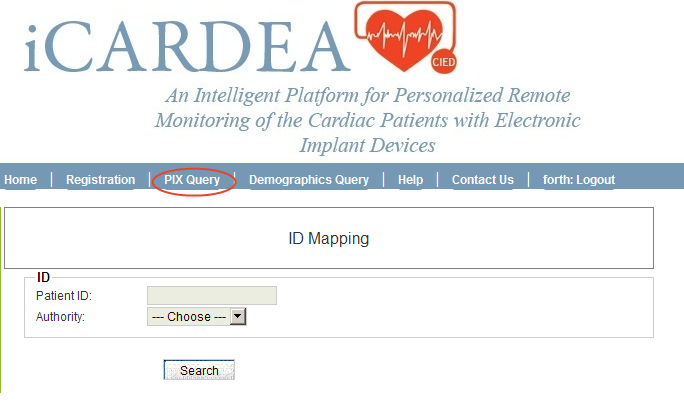 iCARDEA
CIED
An Intelligent Platform for Personalized Remote
Monitoring of the Cardiac Patients with Electronic
Implant Devices
Home | Registration | PIX Query | Demographics Query | Help | Contact Us | forth: Logout
ID Mapping
ID
Patient ID:
Authority: --- Choose ---
Search